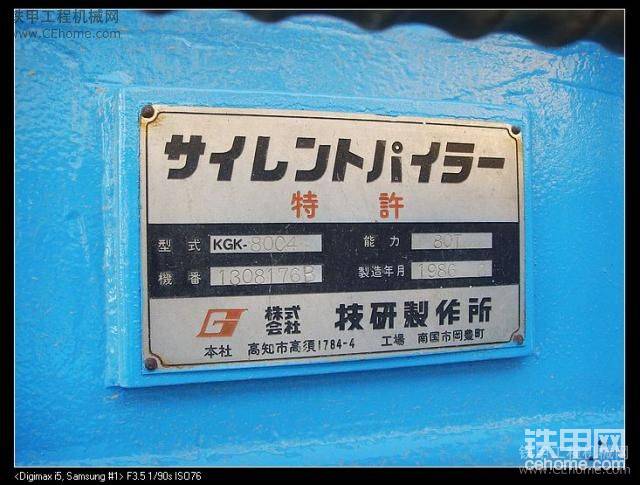 铁甲工程机械网
www.CEhome.com
サイレントパイラー
特許
型式 KGK-8004 能力 80T
機番 1308176B 製造年月 1986
株式会社 技研製作所
本社 高知市高須1784-4 工場 南国市岡豊町
铁甲网
cehome.com
<Digimax i5, Samsung #1> F3.5 1/90s ISO76